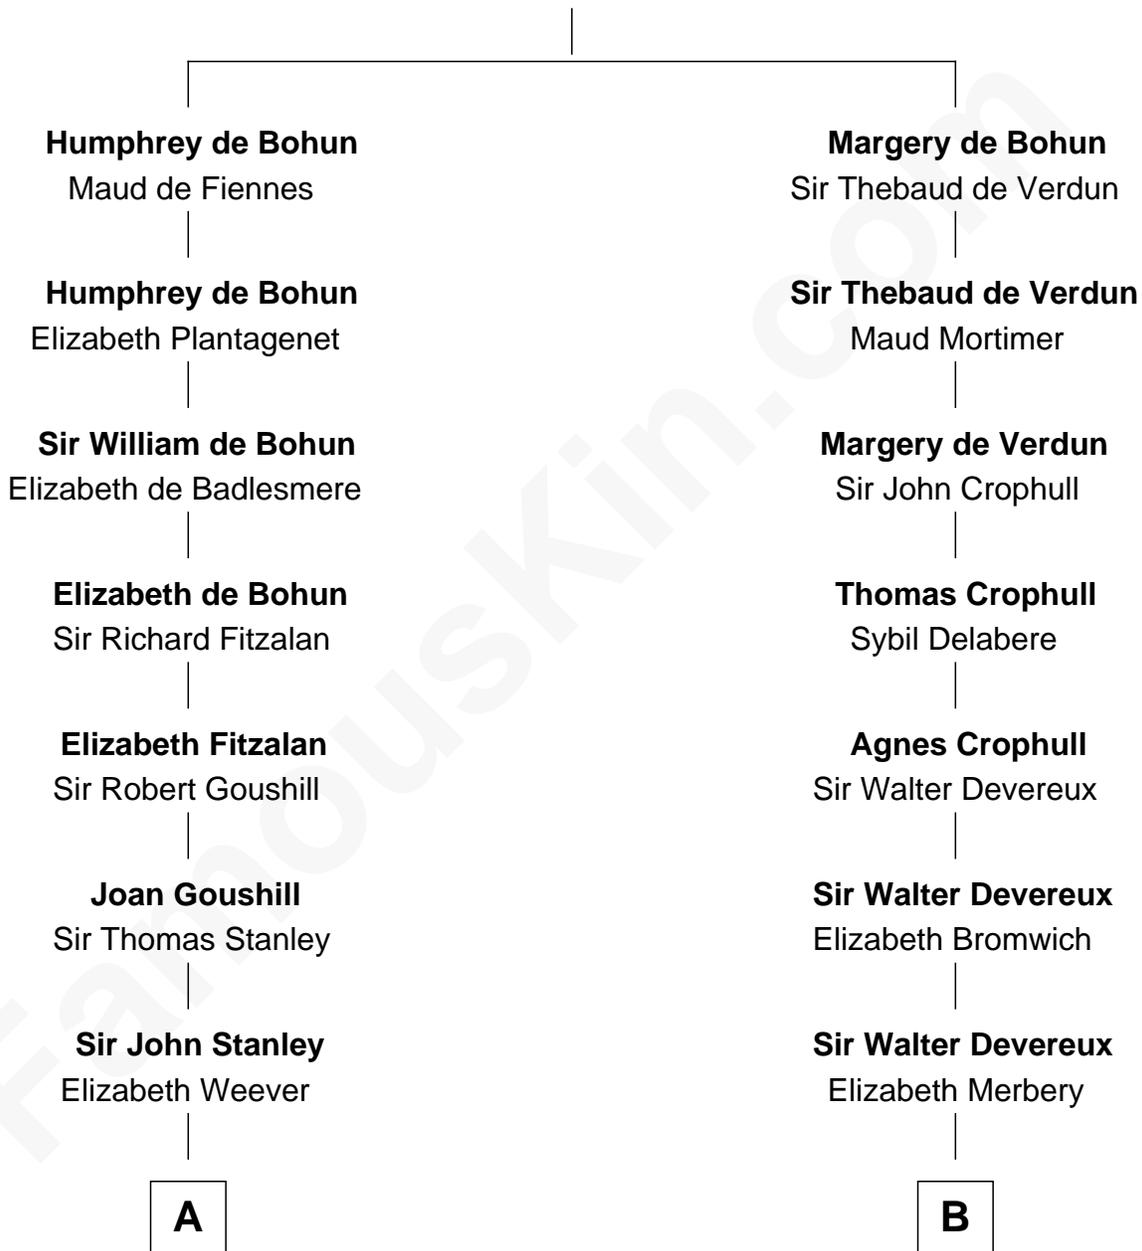 Humphrey de Bohun
Maud de Fiennes
Humphrey de Bohun
Elizabeth Plantagenet
Sir William de Bohun
Elizabeth de Badlesmere
Elizabeth de Bohun
Sir Richard Fitzalan
Elizabeth Fitzalan
Sir Robert Goushill
Joan Goushill
Sir Thomas Stanley
Sir John Stanley
Elizabeth Weever
A
Margery de Bohun
Sir Thebaud de Verdun
Sir Thebaud de Verdun
Maud Mortimer
Margery de Verdun
Sir John Crophull
Thomas Crophull
Sybil Delabere
Agnes Crophull
Sir Walter Devereux
Sir Walter Devereux
Elizabeth Bromwich
Sir Walter Devereux
Elizabeth Merbery
B
FamousKin.com